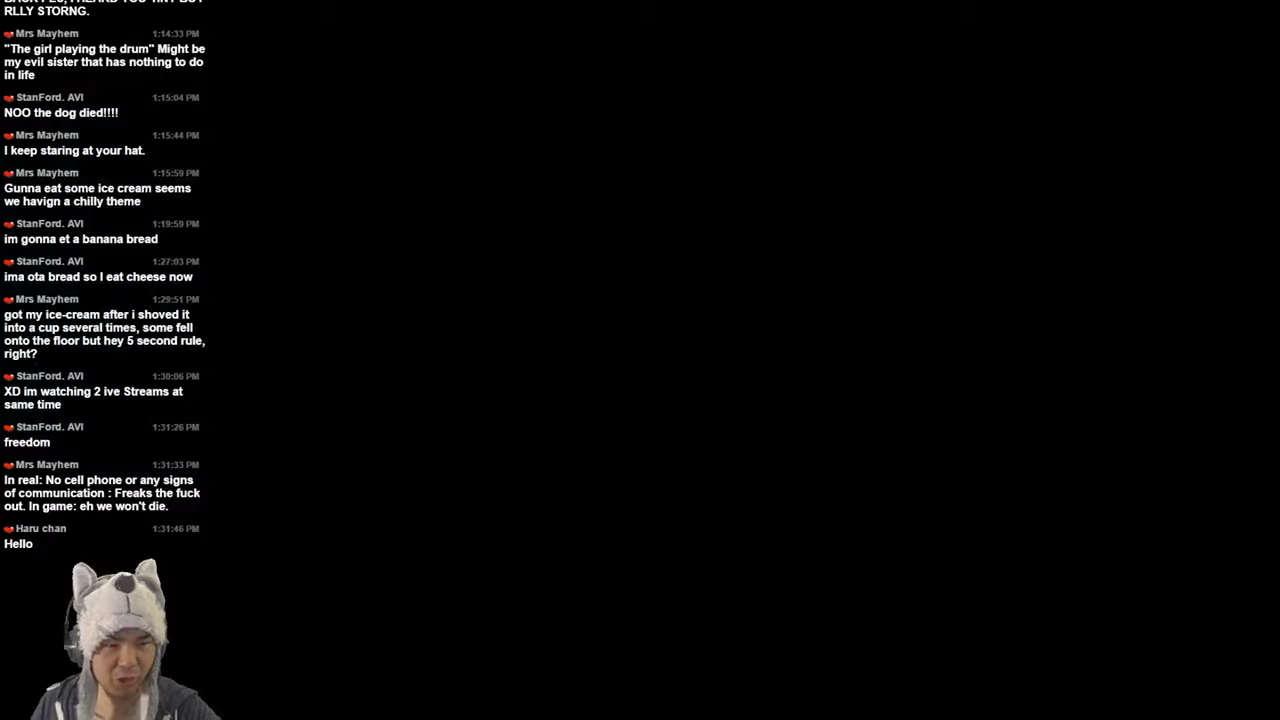 RLLY STORNG.
Mrs Mayhem 1:14:33 PM
"The girl playing the drum" Might be
my evil sister that has nothing to do
in life
StanFord. AVI 1:15:04 PM
NOO the dog died!!!!
Mrs Mayhem 1:15:44 PM
I keep staring at your hat.
Mrs Mayhem 1:15:59 PM
Gunna eat some ice cream seems
we havign a chilly theme
StanFord. AVI 1:19:59 PM
im gonna et a banana bread
StanFord. AVI 1:27:03 PM
ima ota bread so I eat cheese now
Mrs Mayhem 1:29:51 PM
got my ice-cream after i shoved it
into a cup several times, some fell
onto the floor but hey 5 second rule,
right?
StanFord. AVI 1:30:06 PM
XD im watching 2 ive Streams at
same time
StanFord. AVI 1:31:26 PM
freedom
Mrs Mayhem 1:31:33 PM
In real: No cell phone or any signs
of communication : Freaks the fuck
out. In game: eh we won't die.
Haru chan 1:31:46 PM
Hello